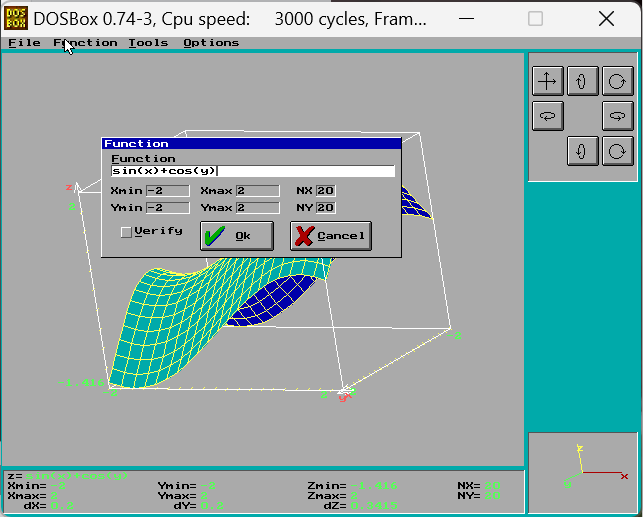 DOS BOX DOSBox 0.74-3, Cpu speed: 3000 cycles, Fram...
File Function Tools Options
Function
Function
sin(x)+cos(y)
Xmin -2 Xmax 2 NX 20
Ymin -2 Ymax 2 NY 20
Verify Ok Cancel
z
2
-1.416
-2
2
y
-2
z
y
x
z= sin(x)+cos(y)
Xmin= -2 Ymin= -2 Zmin= -1.416 NX= 20
Xmax= 2 Ymax= 2 Zmax= 2 NY= 20
dX= 0.2 dY= 0.2 dZ= 0.3415